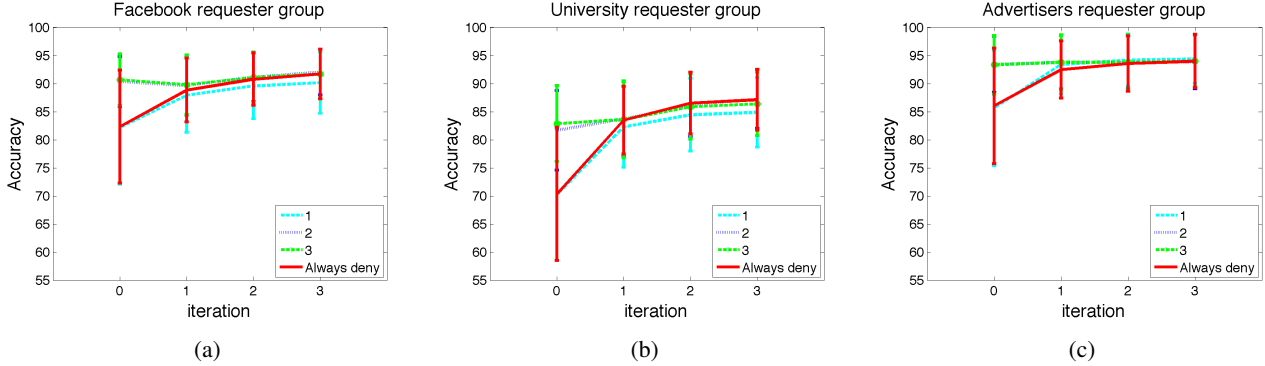 Facebook requester group
100
95
90
85
80
75
70
65
60
55
Accuracy
0 1 2 3
iteration
1
2
3
Always deny
(a)
University requester group
100
95
90
85
80
75
70
65
60
55
Accuracy
0 1 2 3
iteration
1
2
3
Always deny
(b)
Advertisers requester group
100
95
90
85
80
75
70
65
60
55
Accuracy
0 1 2 3
iteration
1
2
3
Always deny
(c)